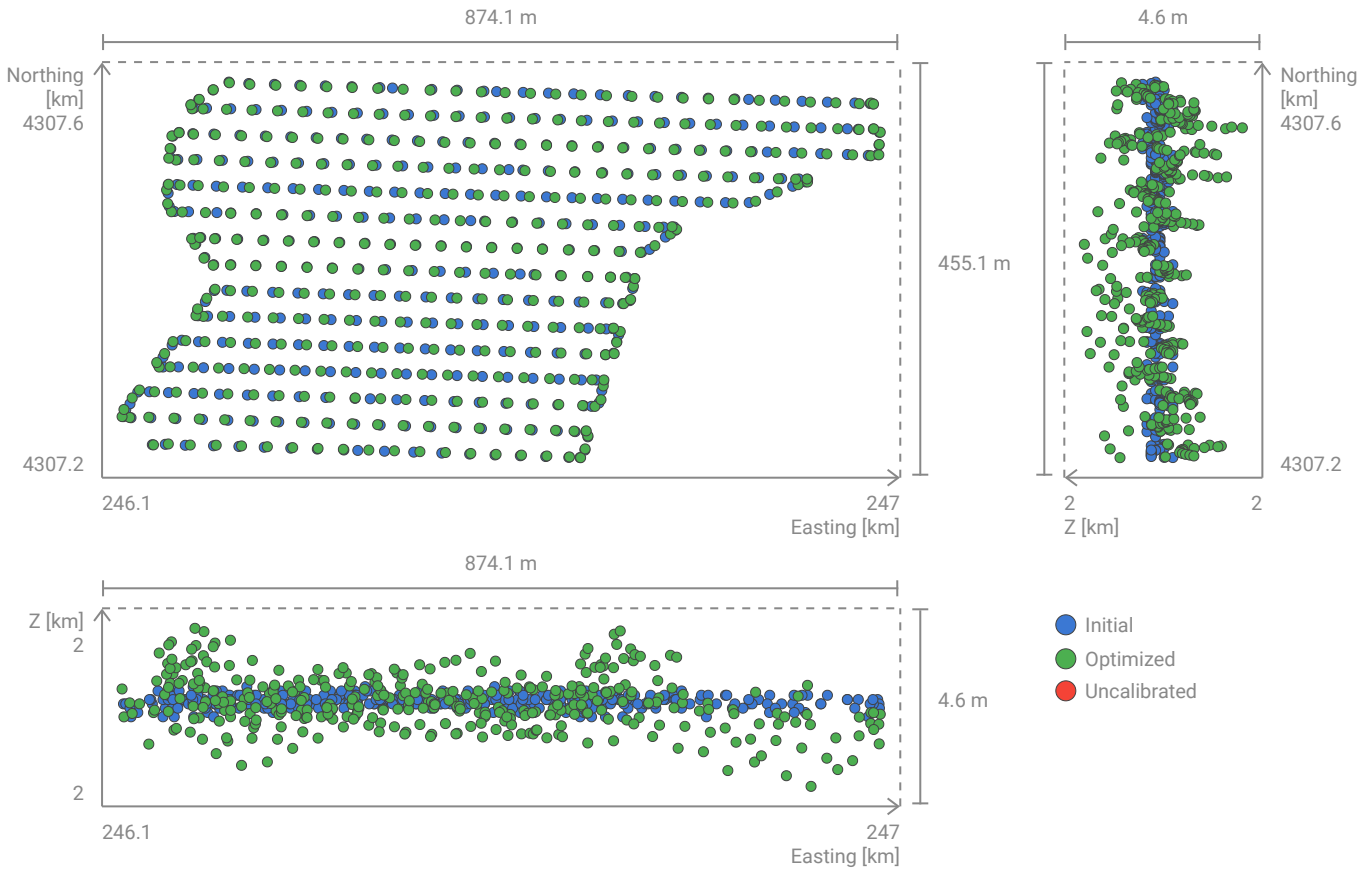 874.1 m
4.6 m
Northing
[km]
4307.6
Northing
[km]
4307.6
455.1 m
4307.2
4307.2
246.1
247
Easting [km]
2
2
Z [km]
874.1 m
Z [km]
2
4.6 m
2
246.1
247
Easting [km]
Initial
Optimized
Uncalibrated